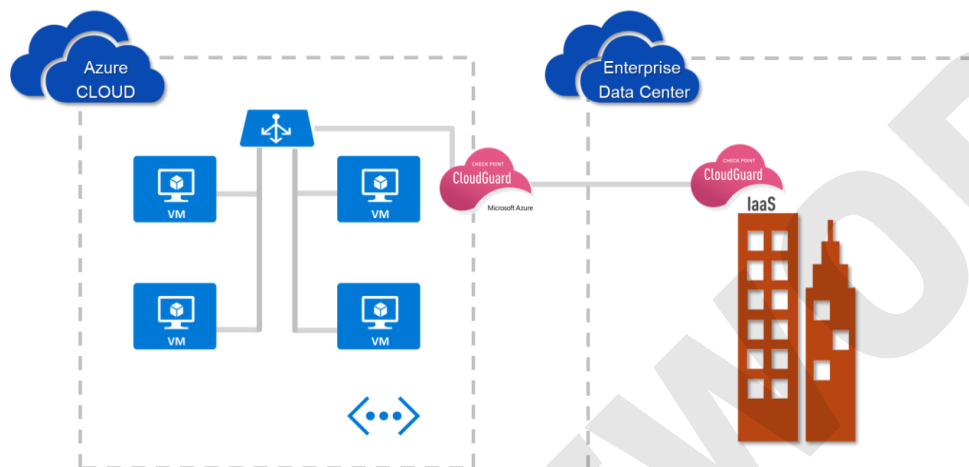 Azure
CLOUD
Enterprise
Data Center
VM
VM
VM
VM
CHECK POINT
CloudGuard
Microsoft Azure
CHECK POINT
CloudGuard
IaaS